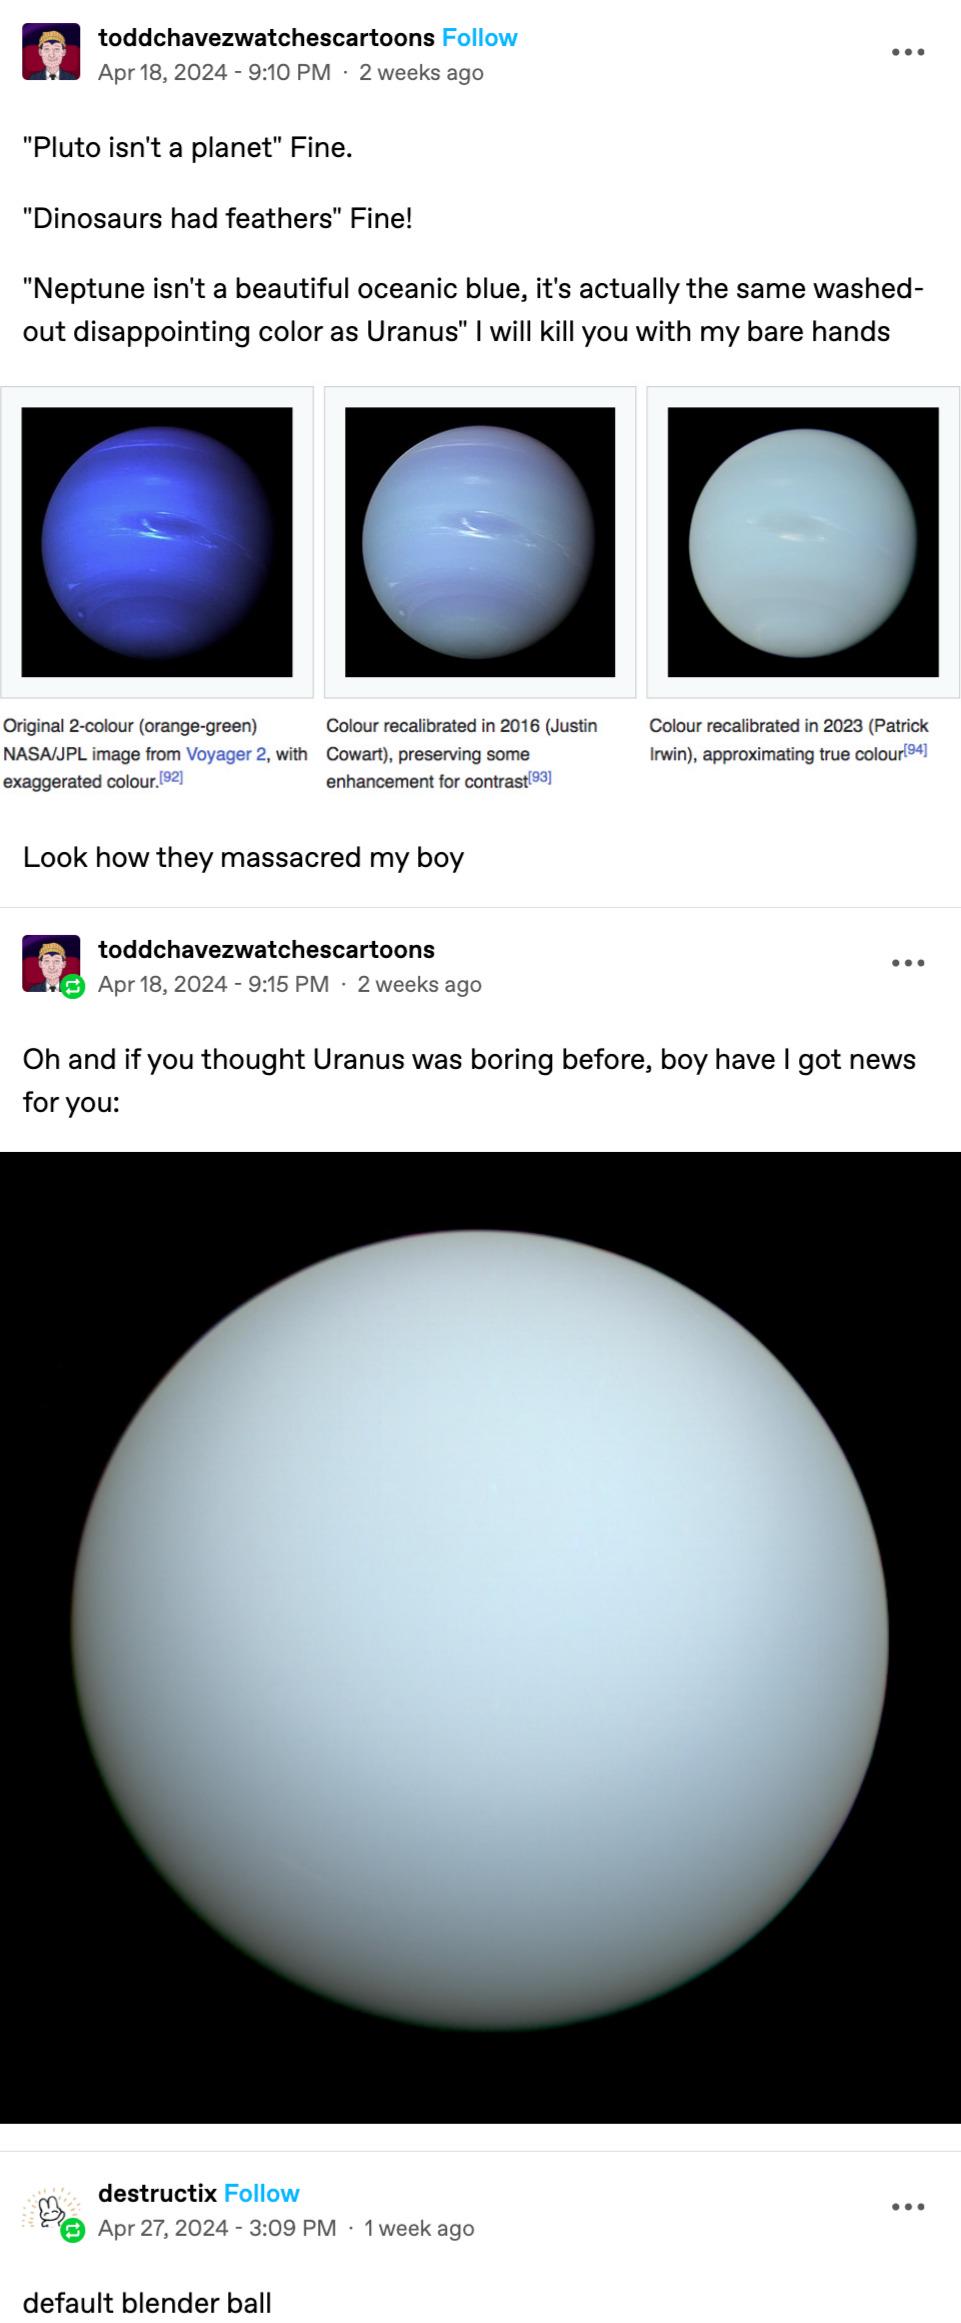 toddchavezwatchescartoons Follow
Apr 18, 2024 - 9:10 PM · 2 weeks ago
"Pluto isn't a planet" Fine.
"Dinosaurs had feathers" Fine!
"Neptune isn't a beautiful oceanic blue, it's actually the same washed-
out disappointing color as Uranus" I will kill you with my bare hands
Original 2-colour (orange-green)
NASA/JPL image from Voyager 2, with
exaggerated colour.[92]
Colour recalibrated in 2016 (Justin
Cowart), preserving some
enhancement for contrast[93]
Colour recalibrated in 2023 (Patrick
Irwin), approximating true colour[94]
Look how they massacred my boy
toddchavezwatchescartoons
Apr 18, 2024 - 9:15 PM · 2 weeks ago
Oh and if you thought Uranus was boring before, boy have I got news
for you:
destructix Follow
Apr 27, 2024 - 3:09 PM · 1 week ago
default blender ball